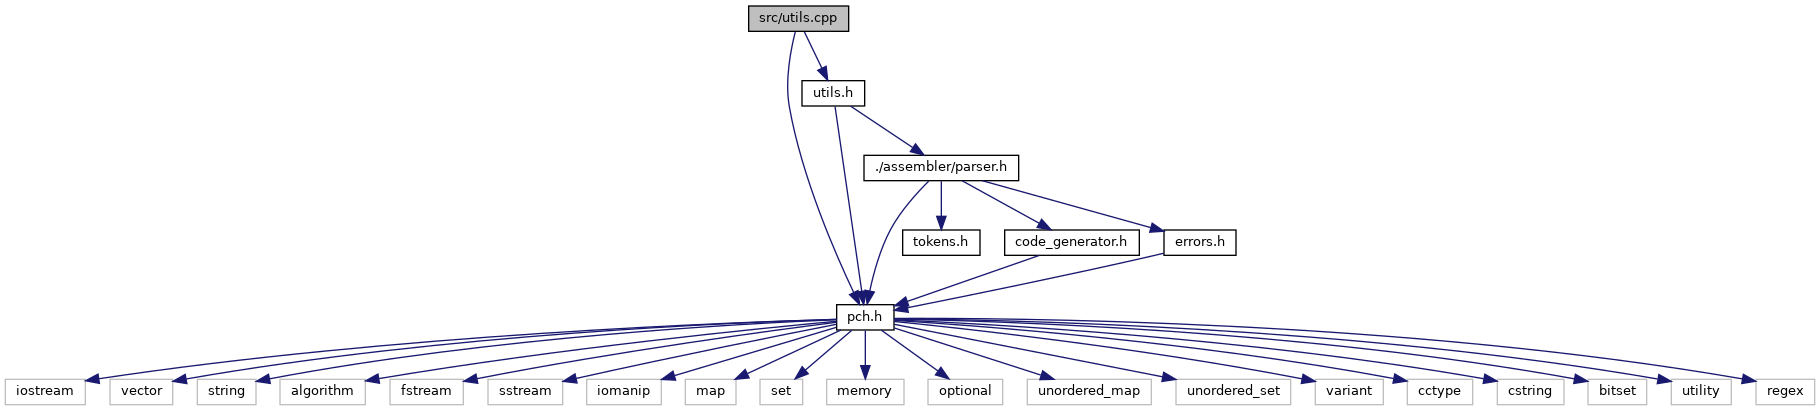 src/utils.cpp
utils.h
./assembler/parser.h
tokens.h
code_generator.h
errors.h
pch.h
iostream
vector
string
algorithm
fstream
sstream
iomanip
map
set
memory
optional
unordered_map
unordered_set
variant
cctype
cstring
bitset
utility
regex